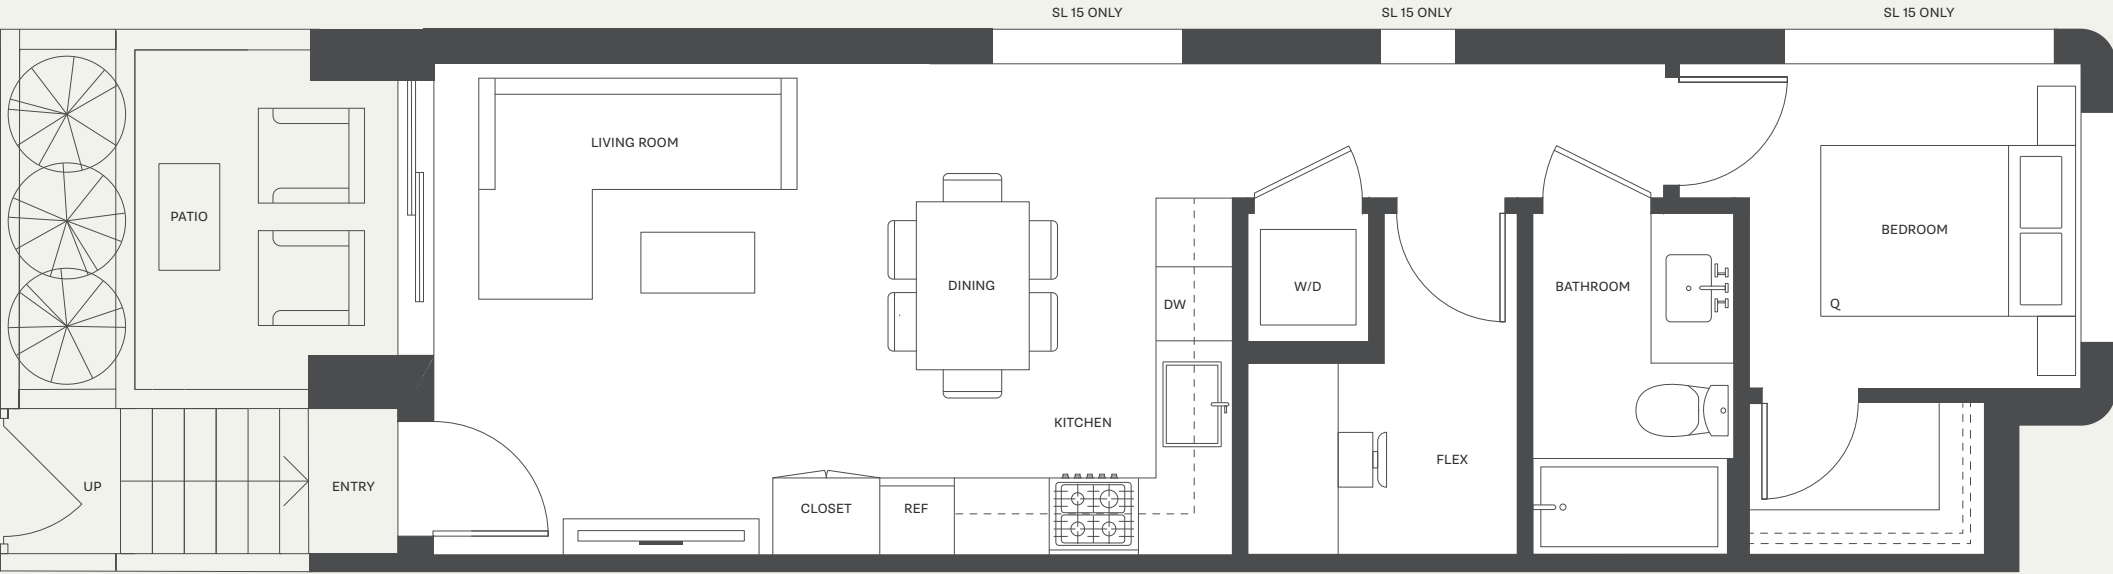 SL 15 ONLY
SL 15 ONLY
SL 15 ONLY
LIVING ROOM
PATIO
DINING
DW
W/D
BATHROOM
BEDROOM
Q
KITCHEN
FLEX
UP
ENTRY
CLOSET
REF